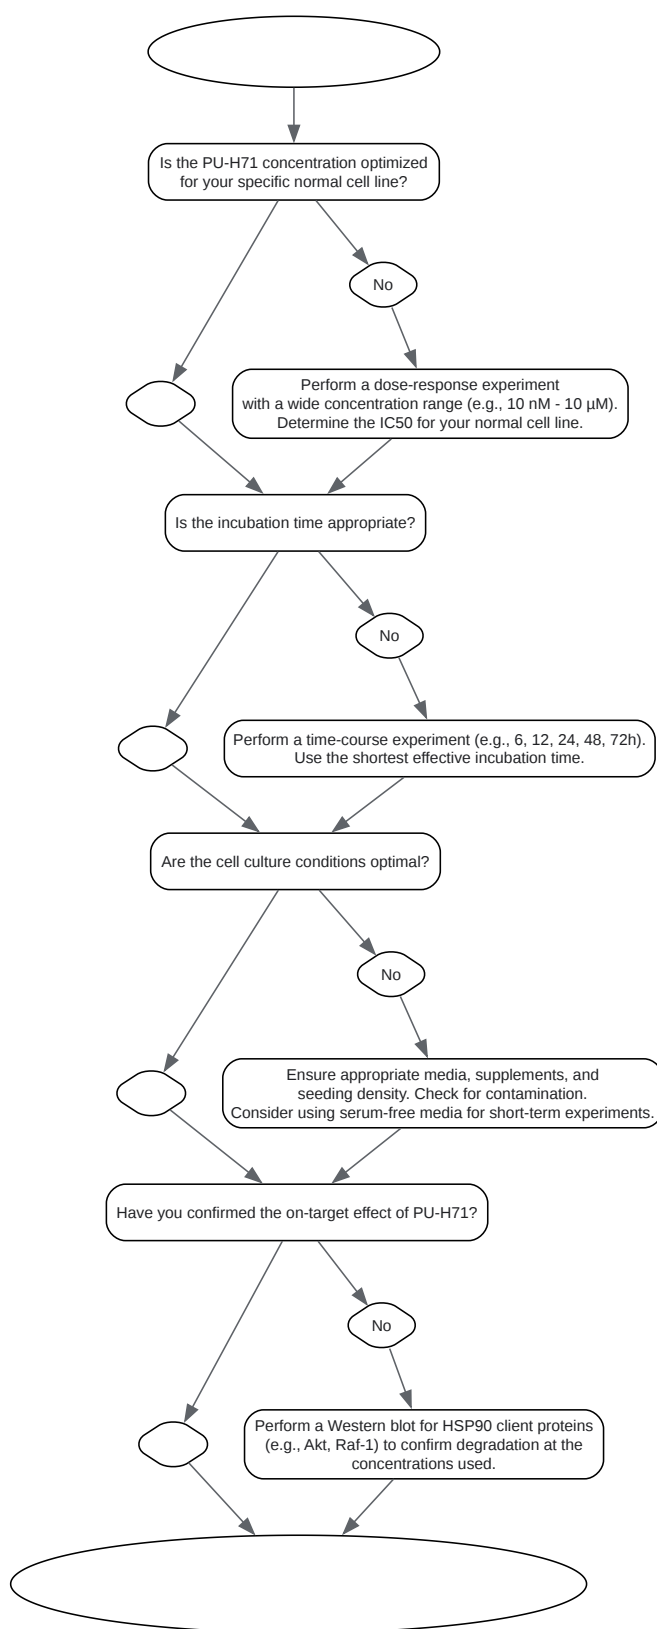 Is the PU-H71 concentration optimized
for your specific normal cell line?
No
Perform a dose-response experiment
with a wide concentration range (e.g., 10 nM - 10 µM).
Determine the IC50 for your normal cell line.
Is the incubation time appropriate?
No
Perform a time-course experiment (e.g., 6, 12, 24, 48, 72h).
Use the shortest effective incubation time.
Are the cell culture conditions optimal?
No
Ensure appropriate media, supplements, and
seeding density. Check for contamination.
Consider using serum-free media for short-term experiments.
Have you confirmed the on-target effect of PU-H71?
No
Perform a Western blot for HSP90 client proteins
(e.g., Akt, Raf-1) to confirm degradation at the
concentrations used.